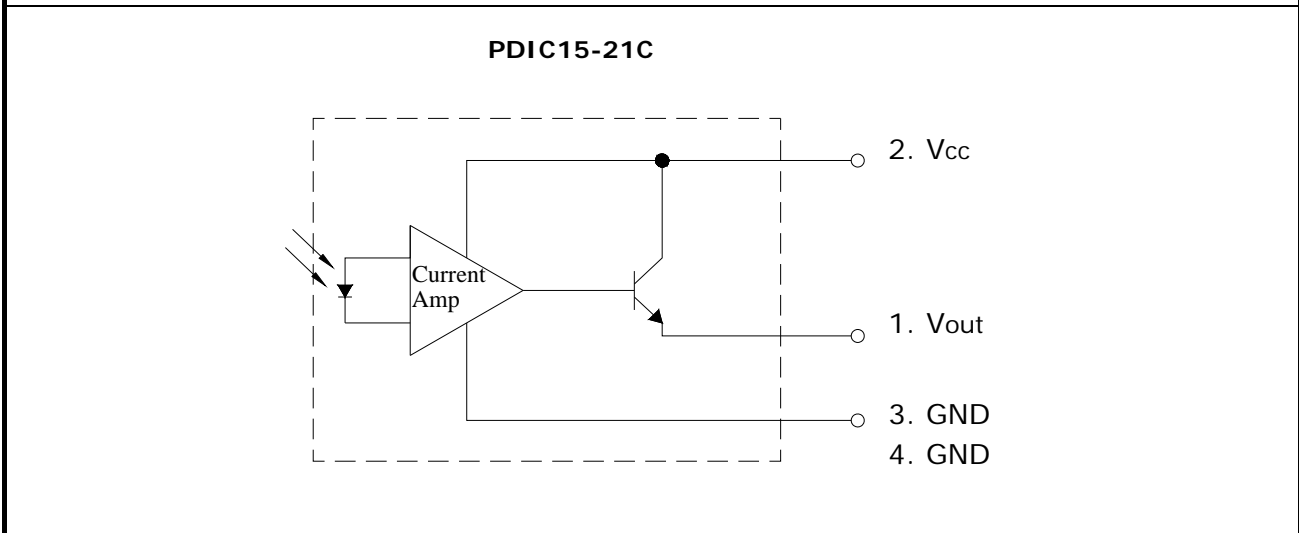 PDIC15-21C
2. Vcc
Current
Amp
1. Vout
3. GND
4. GND